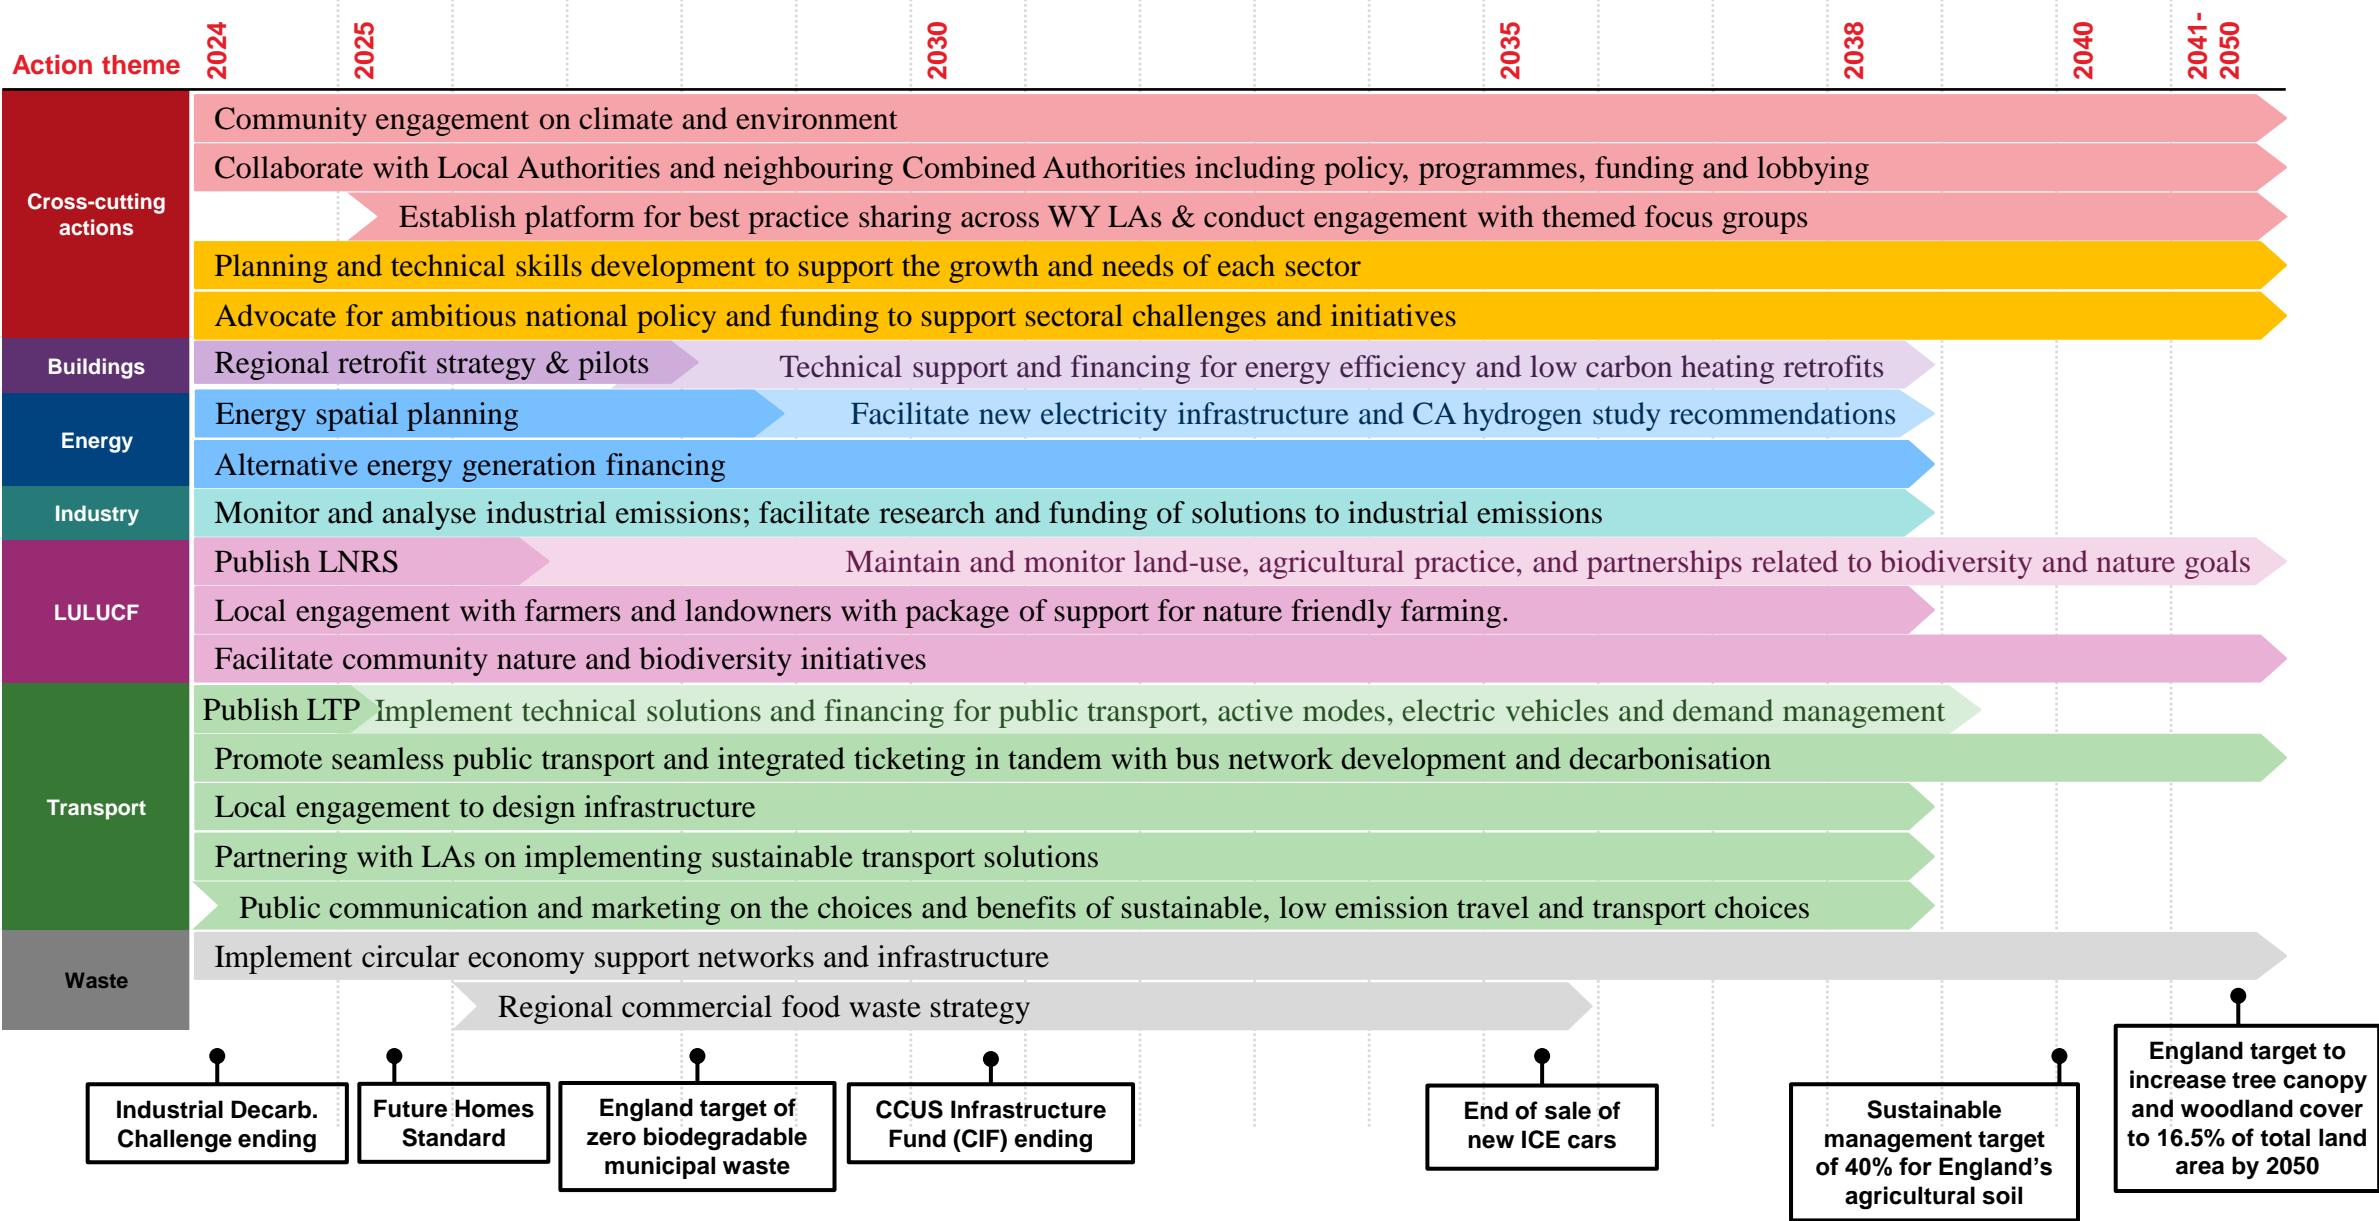 Action theme
2024
2025
2030
2035
2038
2040
2041-
2050
Cross-cutting
actions
Community engagement on climate and environment
Collaborate with Local Authorities and neighbouring Combined Authorities including policy, programmes, funding and lobbying
Establish platform for best practice sharing across WY LAs & conduct engagement with themed focus groups
Planning and technical skills development to support the growth and needs of each sector
Advocate for ambitious national policy and funding to support sectoral challenges and initiatives
Buildings
Regional retrofit strategy & pilots
Technical support and financing for energy efficiency and low carbon heating retrofits
Energy
Energy spatial planning
Facilitate new electricity infrastructure and CA hydrogen study recommendations
Alternative energy generation financing
Industry
Monitor and analyse industrial emissions; facilitate research and funding of solutions to industrial emissions
LULUCF
Publish LNRS
Maintain and monitor land-use, agricultural practice, and partnerships related to biodiversity and nature goals
Local engagement with farmers and landowners with package of support for nature friendly farming.
Facilitate community nature and biodiversity initiatives
Transport
Publish LTP
Implement technical solutions and financing for public transport, active modes, electric vehicles and demand management
Promote seamless public transport and integrated ticketing in tandem with bus network development and decarbonisation
Local engagement to design infrastructure
Partnering with LAs on implementing sustainable transport solutions
Public communication and marketing on the choices and benefits of sustainable, low emission travel and transport choices
Waste
Implement circular economy support networks and infrastructure
Regional commercial food waste strategy
Industrial Decarb.
Challenge ending
Future Homes
Standard
England target of
zero biodegradable
municipal waste
CCUS Infrastructure
Fund (CIF) ending
End of sale of
new ICE cars
Sustainable
management target
of 40% for England's
agricultural soil
England target to
increase tree canopy
and woodland cover
to 16.5% of total land
area by 2050